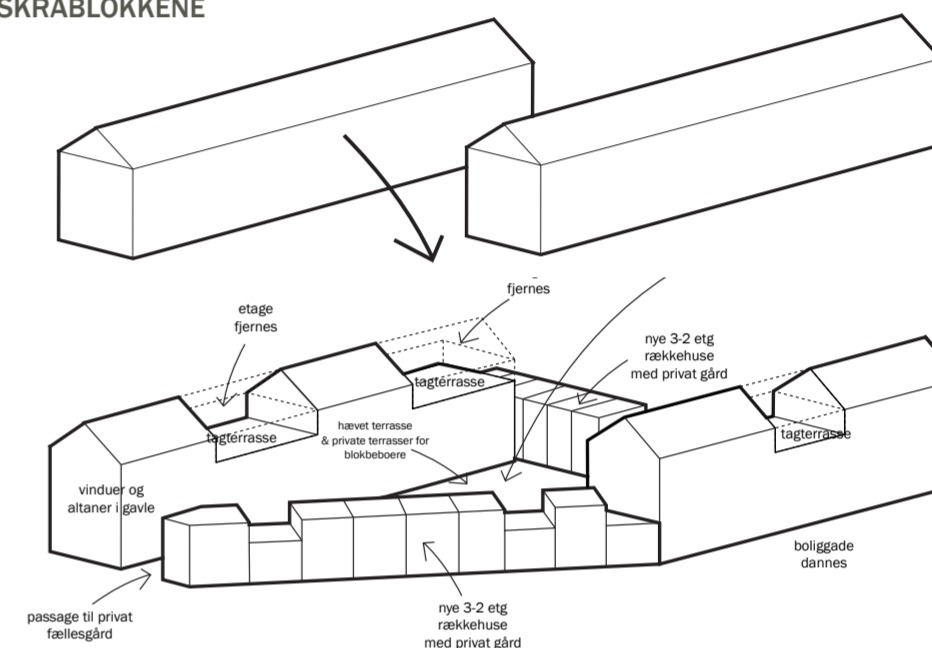 SKRÅBLOKKENE
fjernes
etage
fjernes
nye 3-2 etg
rækkehuse
med privat gård
tagterrasse
tagterrasse
hævet terrasse
& private terrasser for
blokbeboere
tagterrasse
vinduer og
altaner i gavle
boliggade
dannes
passage til privat
fællesgård
nye 3-2 etg
rækkehuse
med privat gård